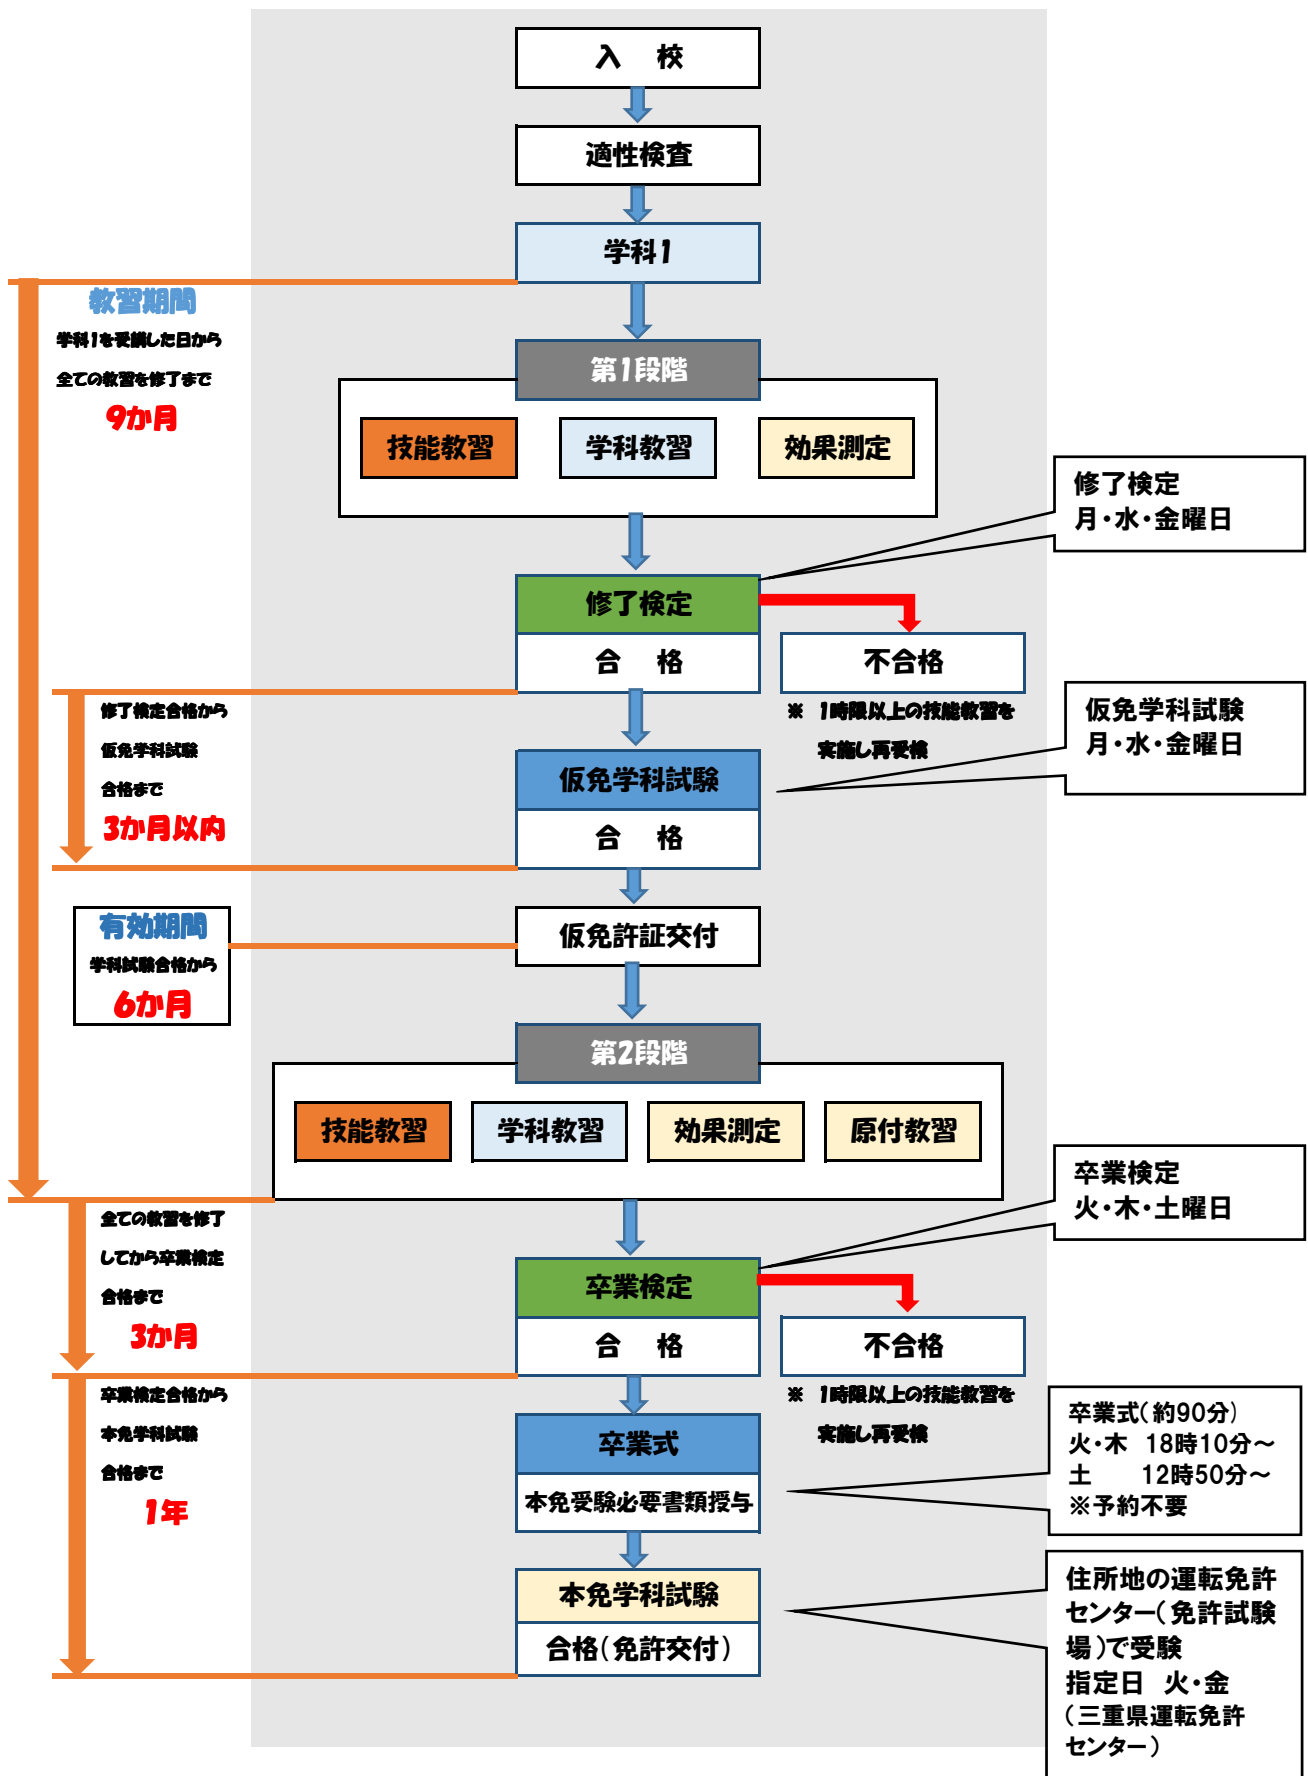 入　校
適性検査
学科1
教習期間
学科1を受講した日から
全ての教習を修了まで
9か月
第1段階
技能教習
学科教習
効果測定
修了検定
月・水・金曜日
修了検定
合　格
不合格
※　1時限以上の技能教習を
実施し再受検
修了検定合格から
仮免学科試験
合格まで
3か月以内
仮免学科試験
月・水・金曜日
仮免学科試験
合　格
有効期間
学科試験合格から
6か月
仮免許証交付
第2段階
技能教習
学科教習
効果測定
原付教習
卒業検定
火・木・土曜日
全ての教習を修了
してから卒業検定
合格まで
3か月
卒業検定
合　格
不合格
※　1時限以上の技能教習を
実施し再受検
卒業検定合格から
本免学科試験
合格まで
1年
卒業式
本免受験必要書類授与
卒業式(約90分)
火・木　18時10分～
土　　12時50分～
※予約不要
本免学科試験
合格(免許交付)
住所地の運転免許
センター(免許試験
場)で受験
指定日　火・金
(三重県運転免許
センター)